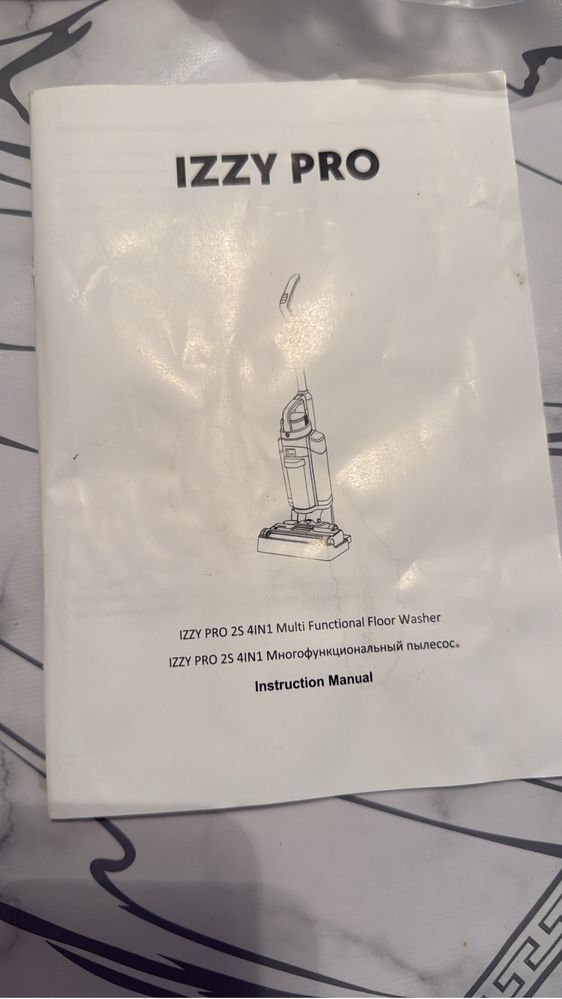 IZZY PRO
IZZY PRO 2S 4IN1 Multi Functional Floor Washer
IZZY PRO 2S 4IN1 Многофункциональный пылесос。
Instruction Manual